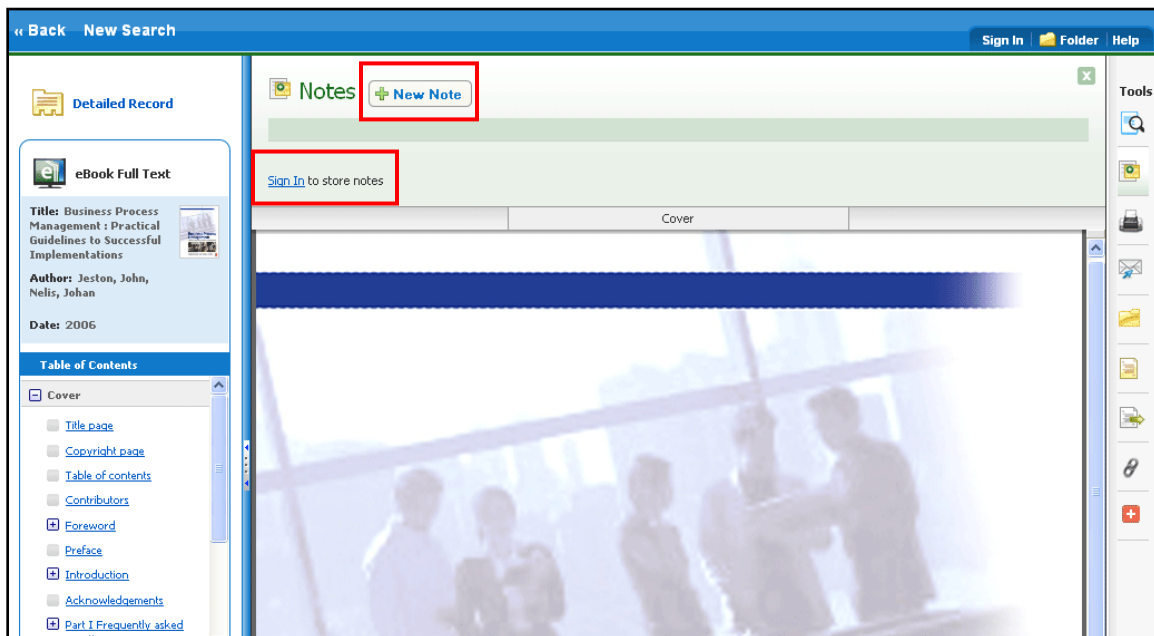 ‹‹ Back New Search
Sign In Folder Help
Detailed Record
eBook Full Text
Title: Business Process
Management : Practical
Guidelines to Successful
Implementations
Author: Jeston, John,
Nelis, Johan
Date: 2006
Table of Contents
Cover
Title page
Copyright page
Table of contents
Contributors
Foreword
Preface
Introduction
Acknowledgements
Part I Frequently asked
Notes New Note
Sign In to store notes
Cover
Tools